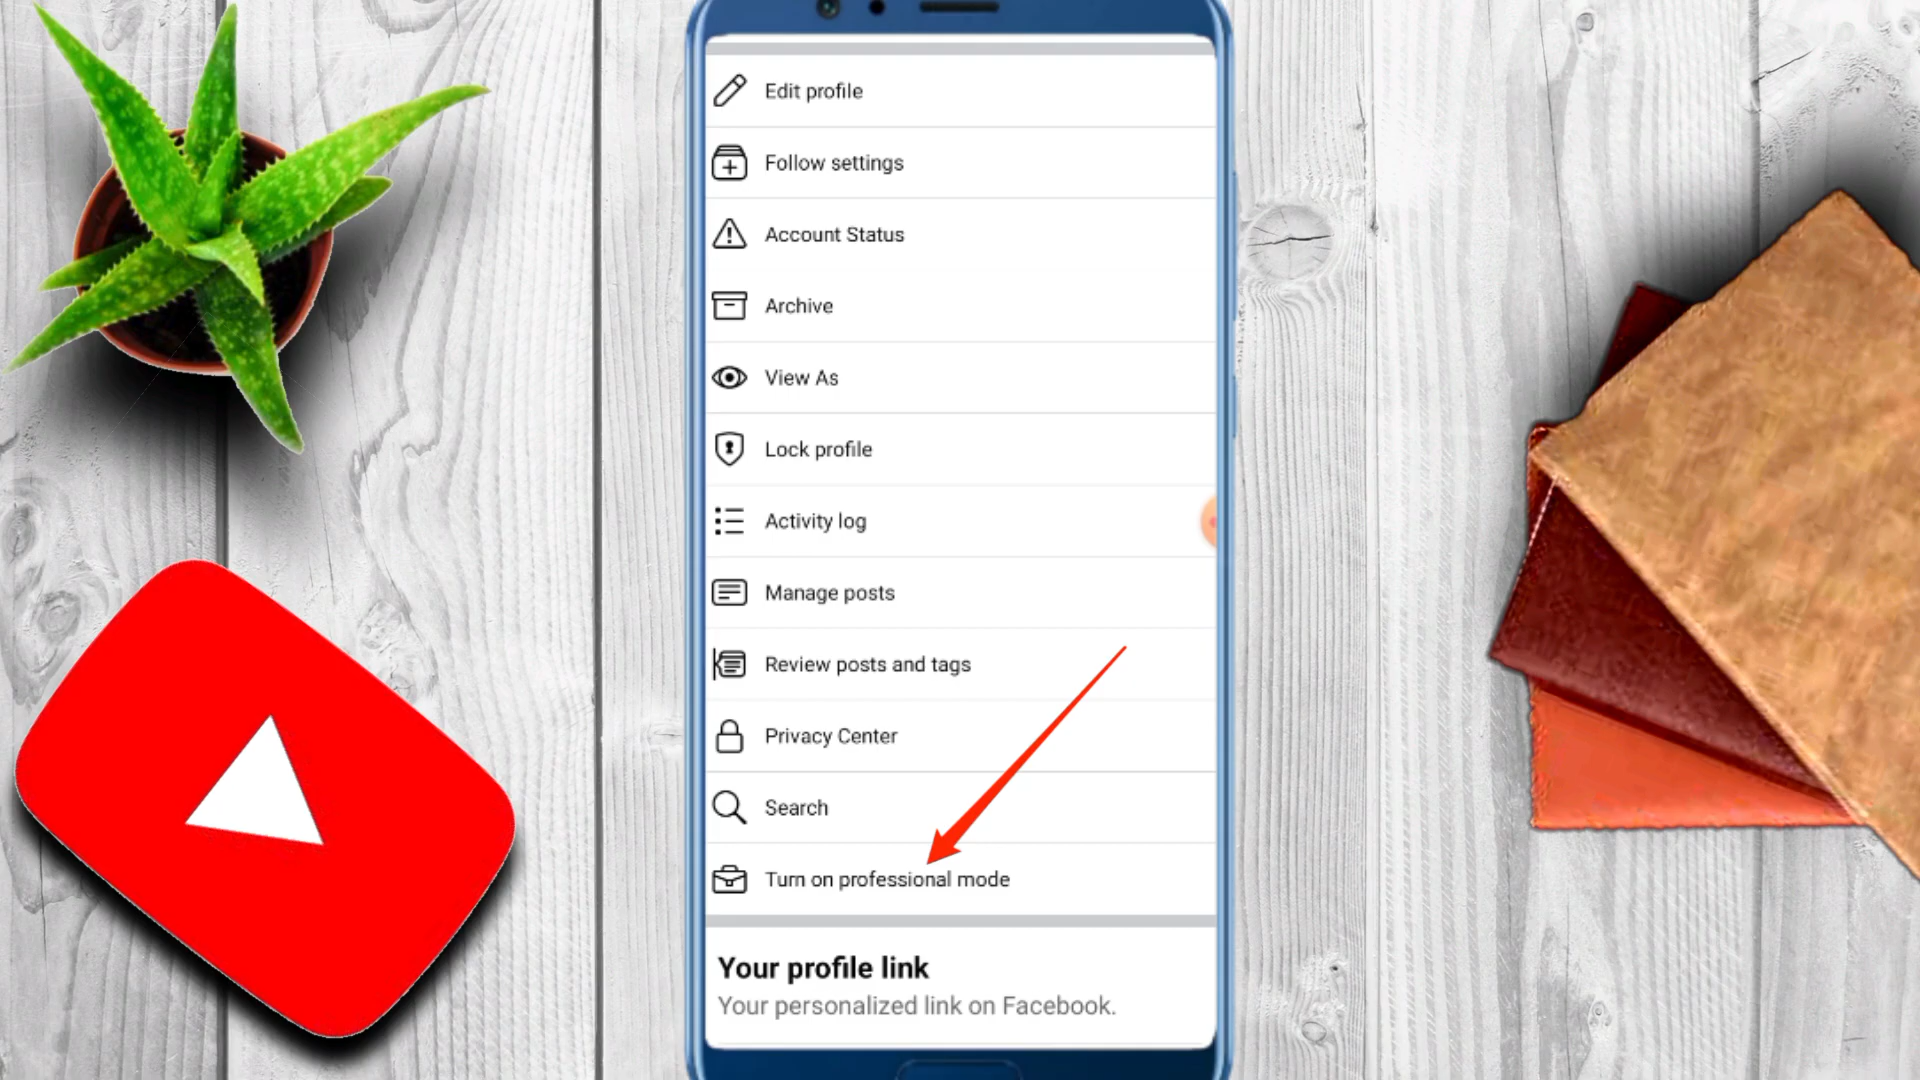 Edit profile
Follow settings
Account Status
Archive
View As
Lock profile
Activity log
Manage posts
Review posts and tags
Privacy Center
Search
Turn on professional mode
Your profile link
Your personalized link on Facebook.